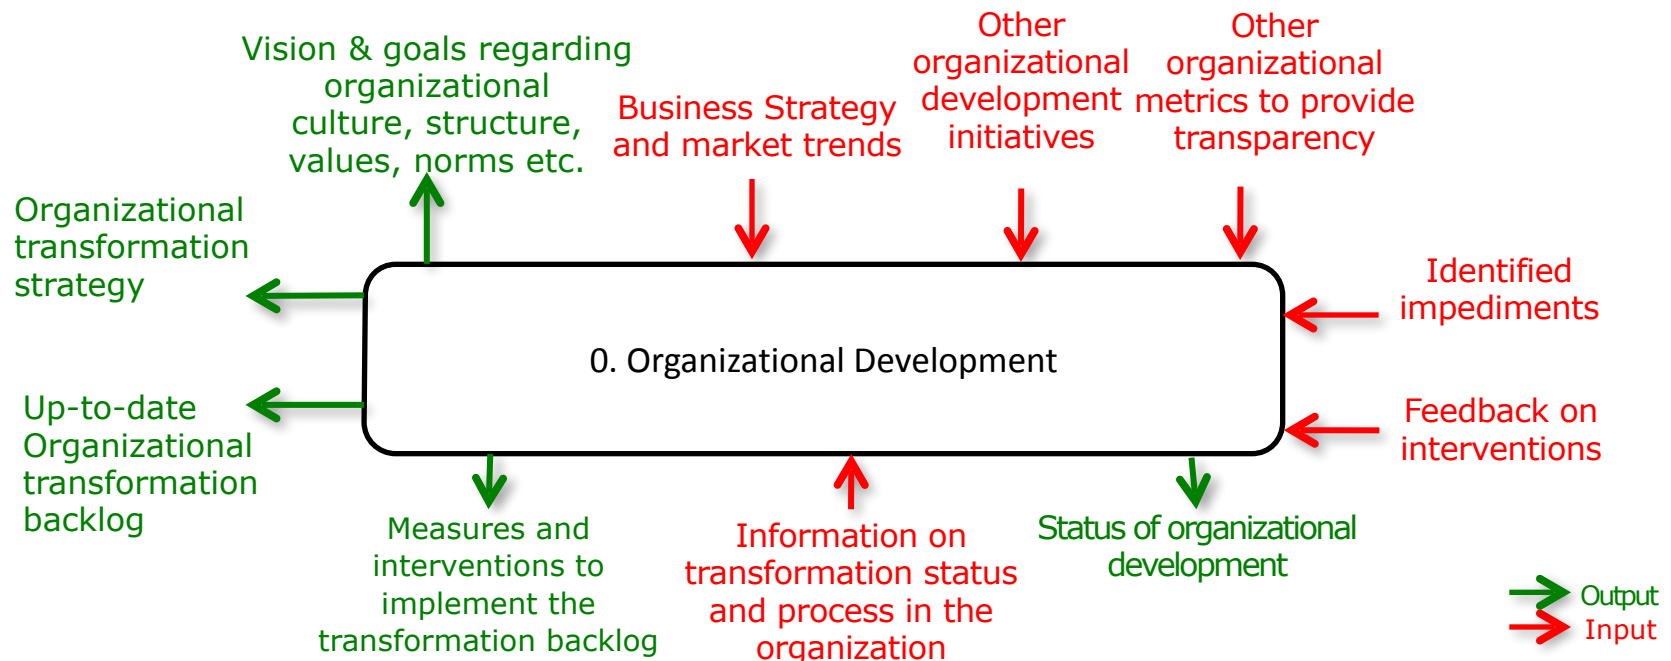 Vision & goals regarding
organizational
culture, structure,
values, norms etc.
Business Strategy
and market trends
Other
organizational
development
initiatives
Other
organizational
metrics to provide
transparency
Organizational
transformation
strategy
Identified
impediments
0. Organizational Development
Up-to-date
Organizational
transformation
backlog
Feedback on
interventions
Measures and
interventions to
implement the
transformation backlog
Information on
transformation status
and process in the
organization
Status of organizational
development
Output
Input